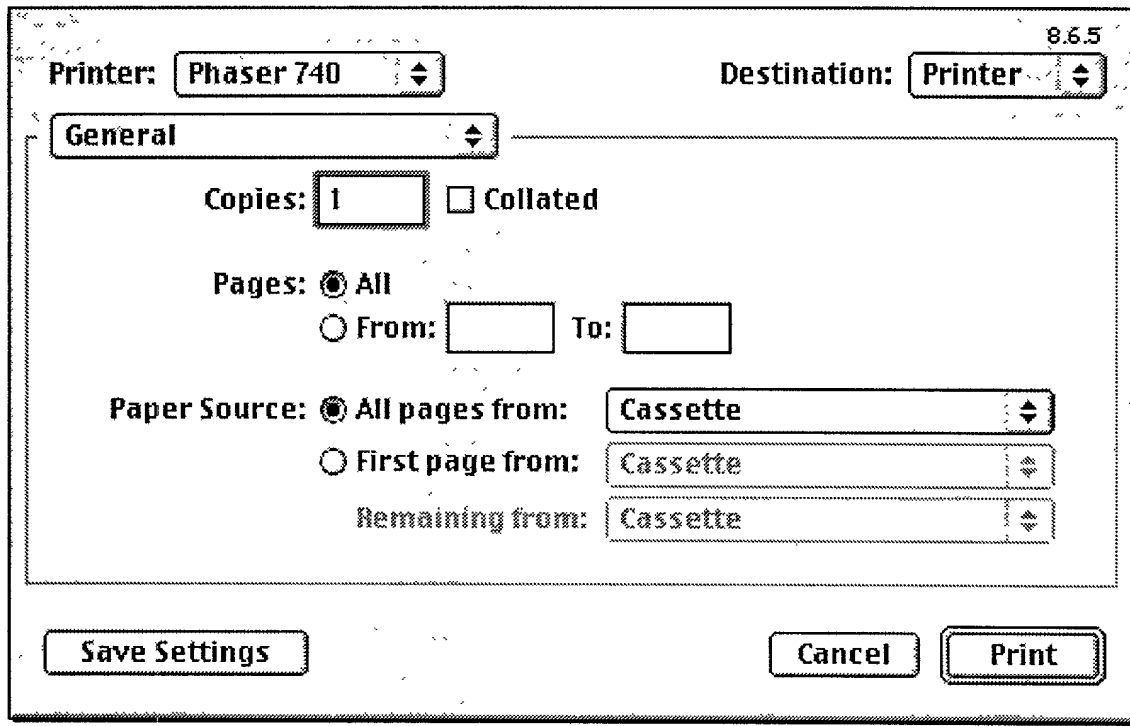 8.6.5
Printer: Phaser 740 Destination: Printer
General
Copies: 1 Collated
Pages: All
From: To:
Paper Source: All pages from: Cassette
First page from: Cassette
Remaining from: Cassette
Save Settings Cancel Print